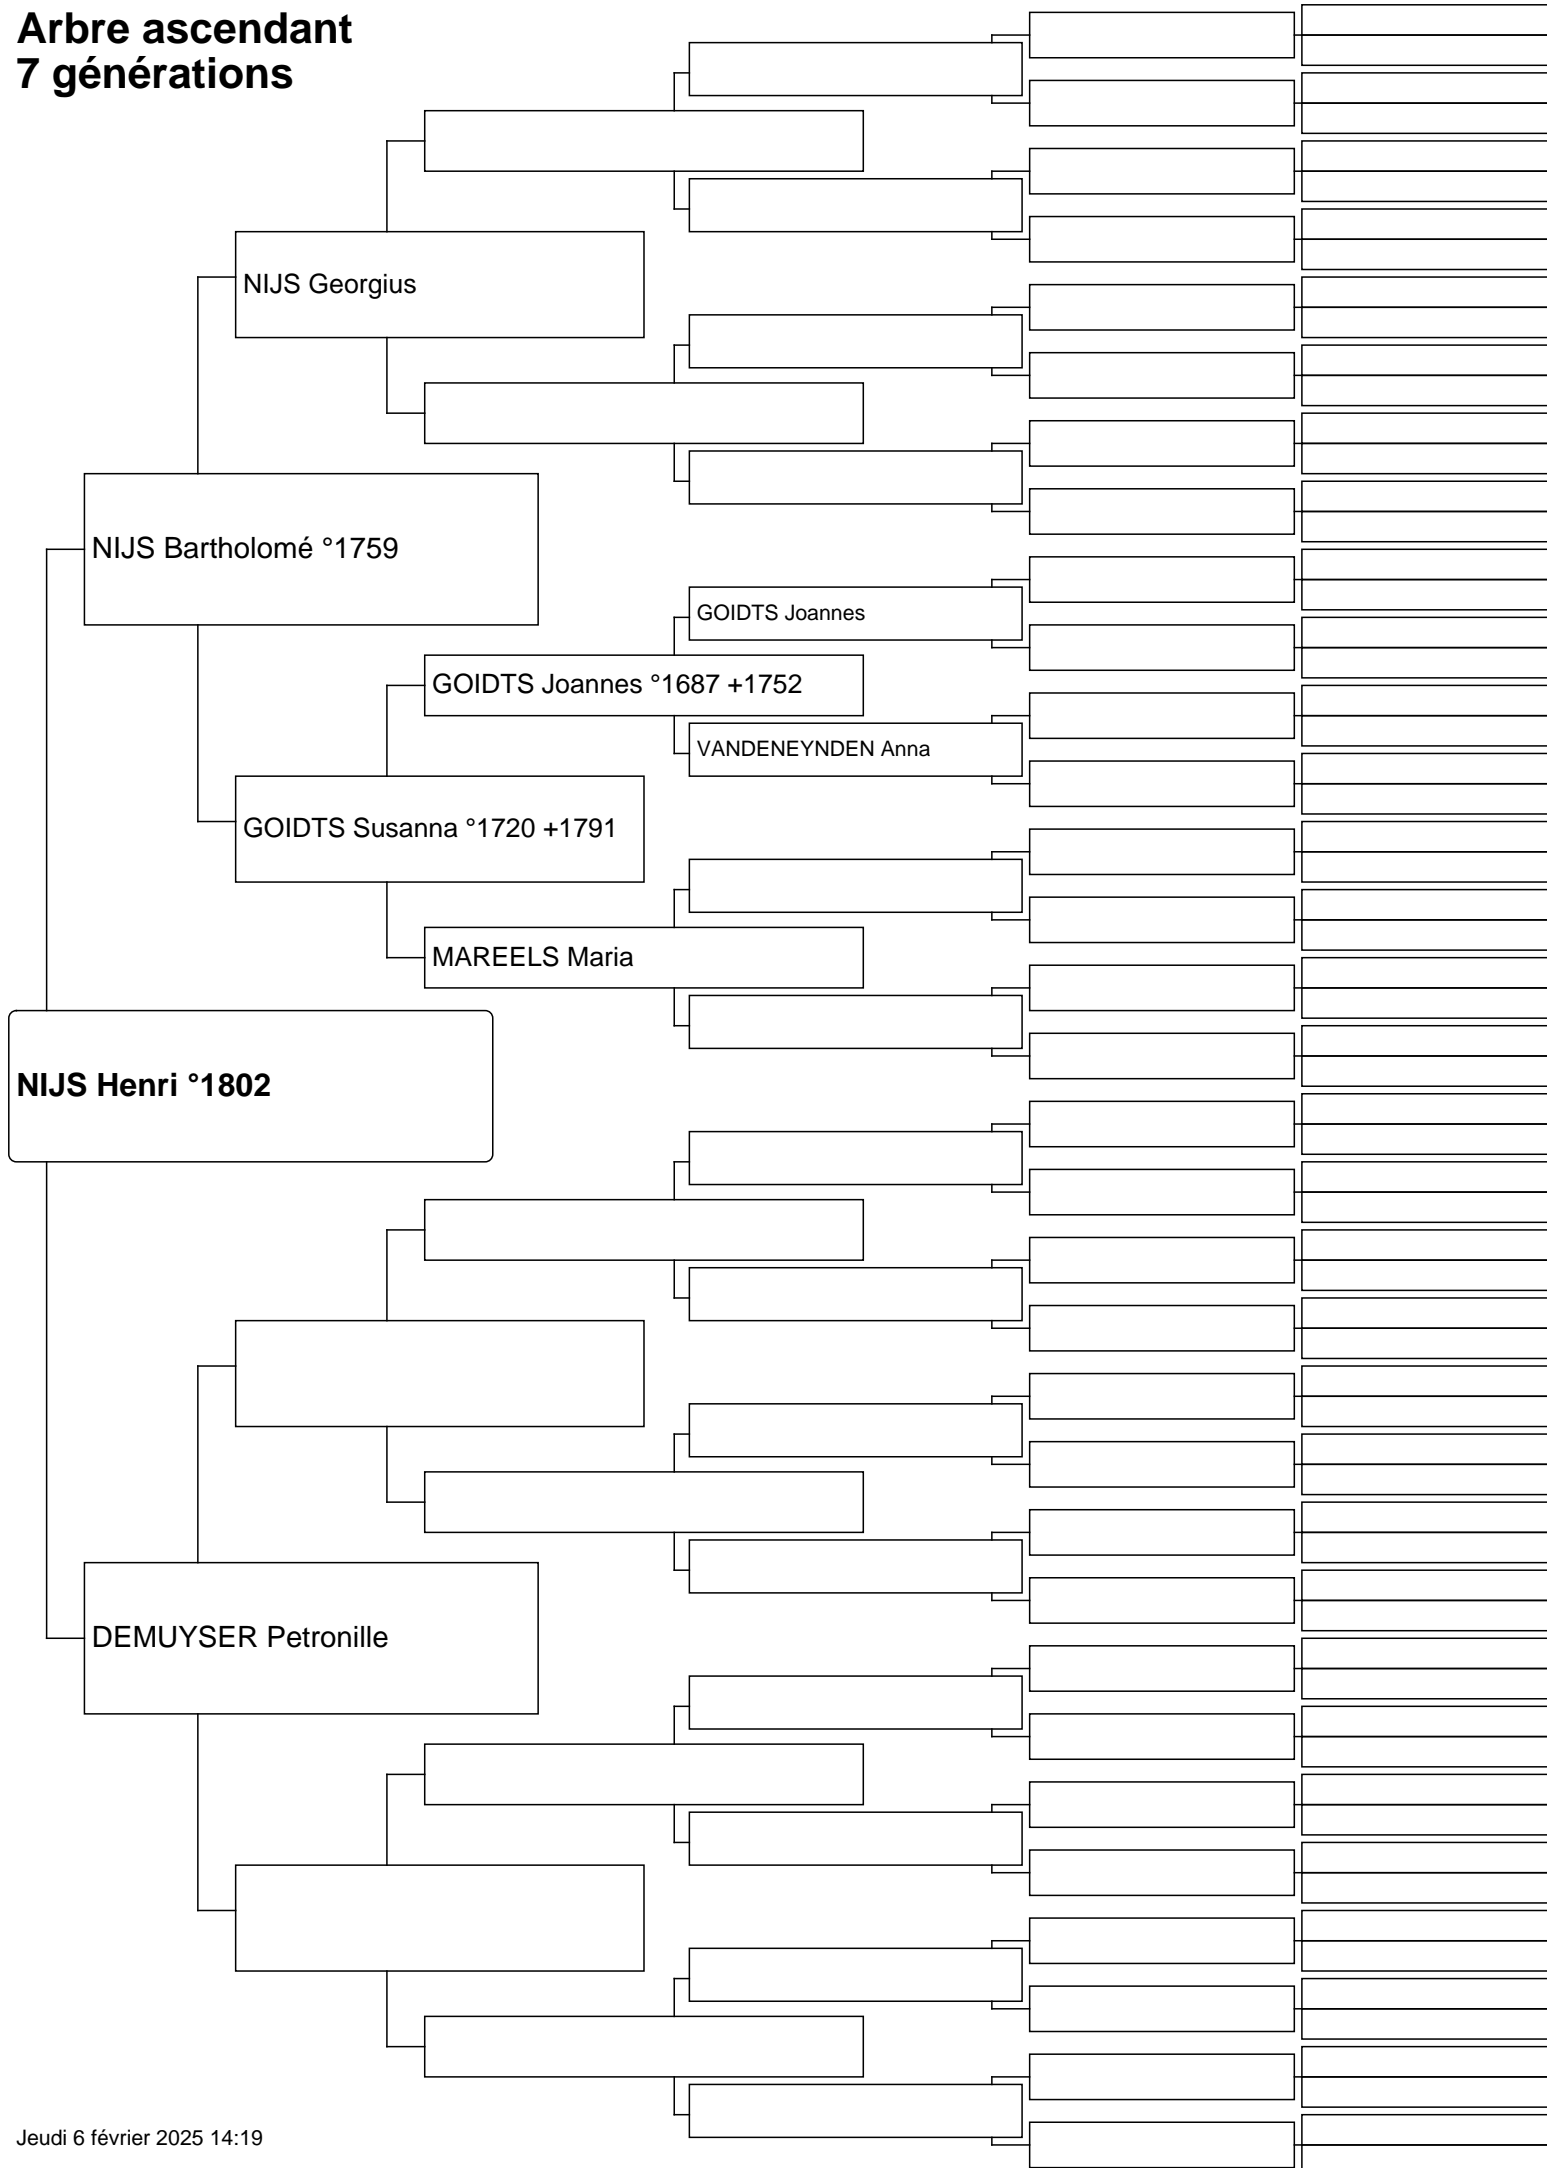 Arbre ascendant
7 générations
NIJS Georgius
NIJS Bartholomé °1759
GOIDTS Joannes
GOIDTS Joannes °1687 +1752
VANDENEYNDEN Anna
GOIDTS Susanna °1720 +1791
MAREELS Maria
NIJS Henri °1802
DEMUYSER Petronille
Jeudi 6 février 2025 14:19